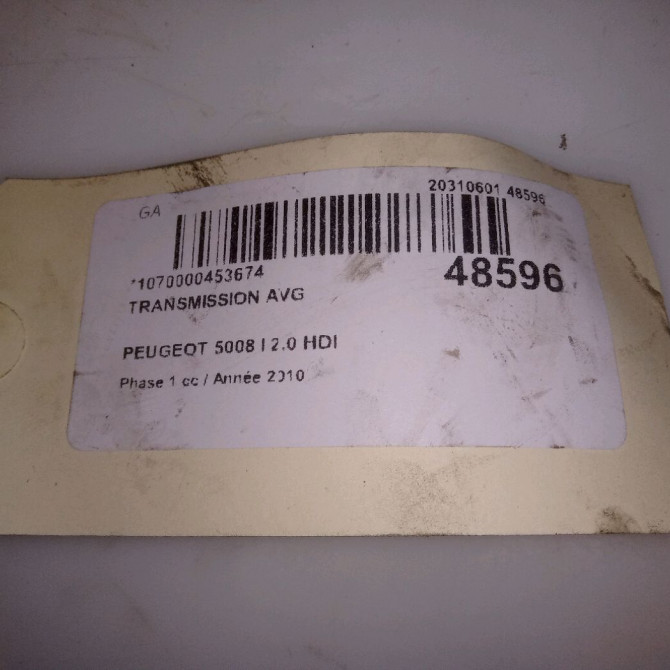 GA
20310601 48596
*1070000453674
48596
TRANSMISSION AVG
PEUGEOT 5008 I 2.0 HDI
Phase 1 cc / Année 2010